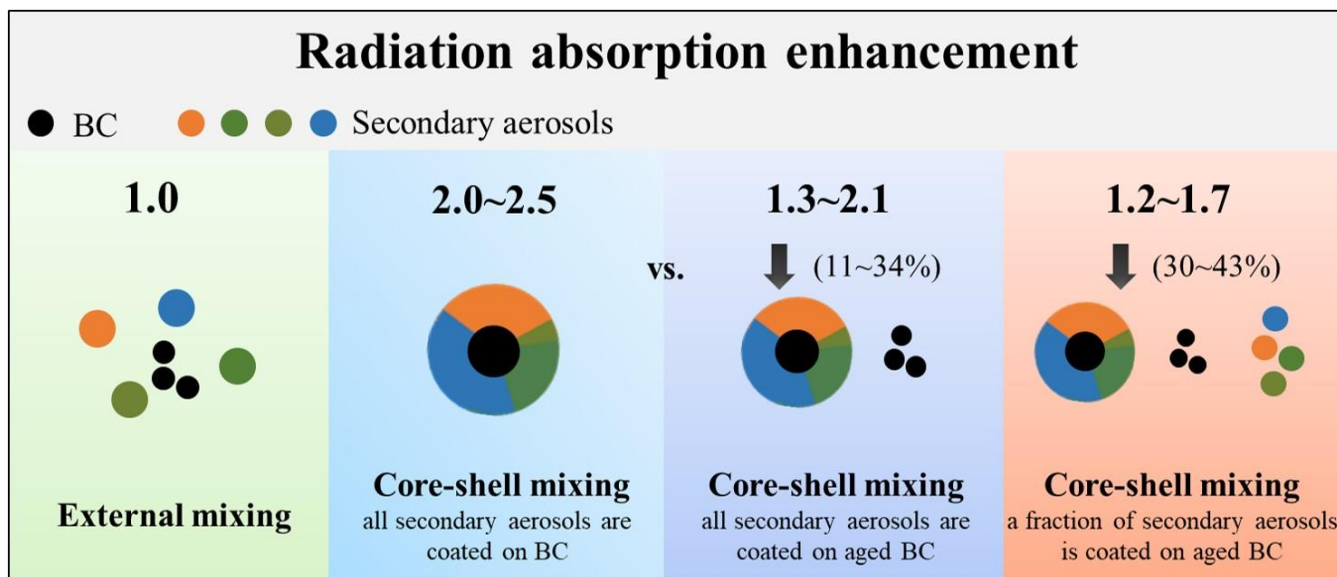 Radiation absorption enhancement
BC
Secondary aerosols
1.0
2.0~2.5
1.3~2.1
1.2~1.7
vs.
(11~34%)
(30~43%)
External mixing
Core-shell mixing
all secondary aerosols are
coated on BC
Core-shell mixing
all secondary aerosols are
coated on aged BC
Core-shell mixing
a fraction of secondary aerosols
is coated on aged BC